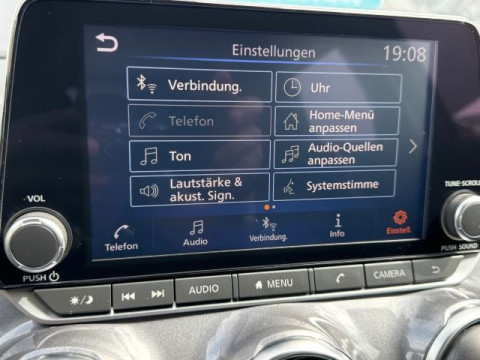 Einstellungen
19:08
Verbindung.
Uhr
Telefon
Home-Menü
anpassen
Ton
Audio-Quellen
anpassen
Lautstärke &
akust. Sign.
Systemstimme
Telefon
Audio
Verbindung.
Info
Einstell.
VOL
PUSH
TUNE-SCROLL
PUSH SOUND
AUDIO
MENU
CAMERA